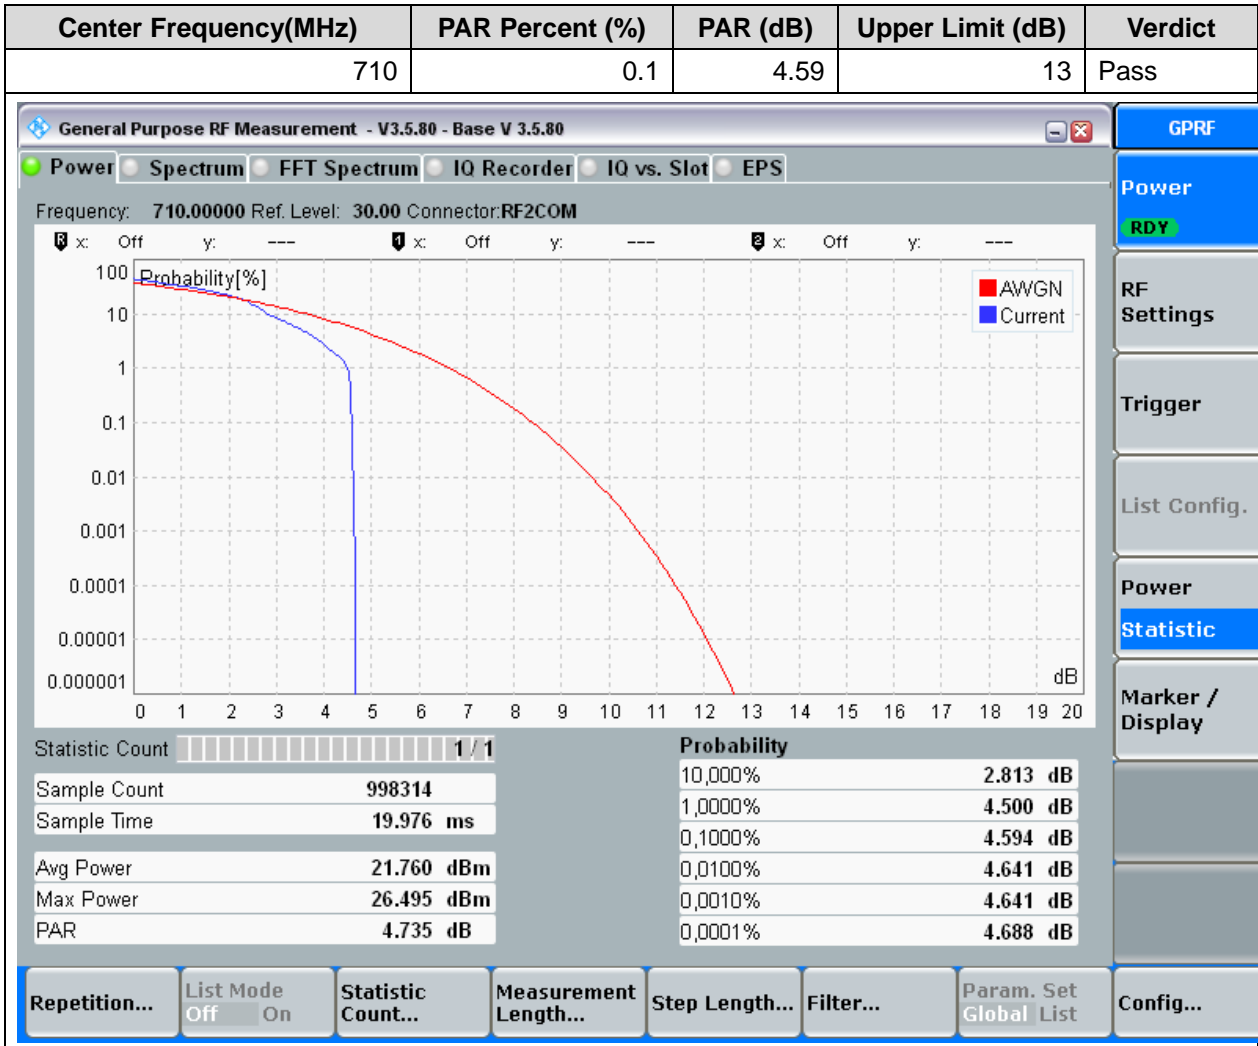 Center Frequency(MHz) PAR Percent (%) PAR (dB) Upper Limit (dB) Verdict
710 0.1 4.59 13 Pass
General Purpose RF Measurement - V3.5.80 - Base V 3.5.80
GPRF
Power Spectrum FFT Spectrum IQ Recorder IQ vs. Slot EPS
Frequency: 710.00000 Ref. Level: 30.00 Connector:RF2COM
R x: Off y: --- 1 x: Off y: --- 2 x: Off y: ---
Probability[%]
AWGN
Current
100
10
1
0.1
0.01
0.001
0.0001
0.00001
0.000001
dB
0 1 2 3 4 5 6 7 8 9 10 11 12 13 14 15 16 17 18 19 20
Statistic Count 1 / 1
Sample Count 998314
Sample Time 19.976 ms
Avg Power 21.760 dBm
Max Power 26.495 dBm
PAR 4.735 dB
Probability
10,000% 2.813 dB
1,0000% 4.500 dB
0,1000% 4.594 dB
0,0100% 4.641 dB
0,0010% 4.641 dB
0,0001% 4.688 dB
Power
RDY
RF
Settings
Trigger
List Config.
Power
Statistic
Marker /
Display
Repetition...
List Mode
Off On
Statistic
Count...
Measurement
Length...
Step Length...
Filter...
Param. Set
Global List
Config...